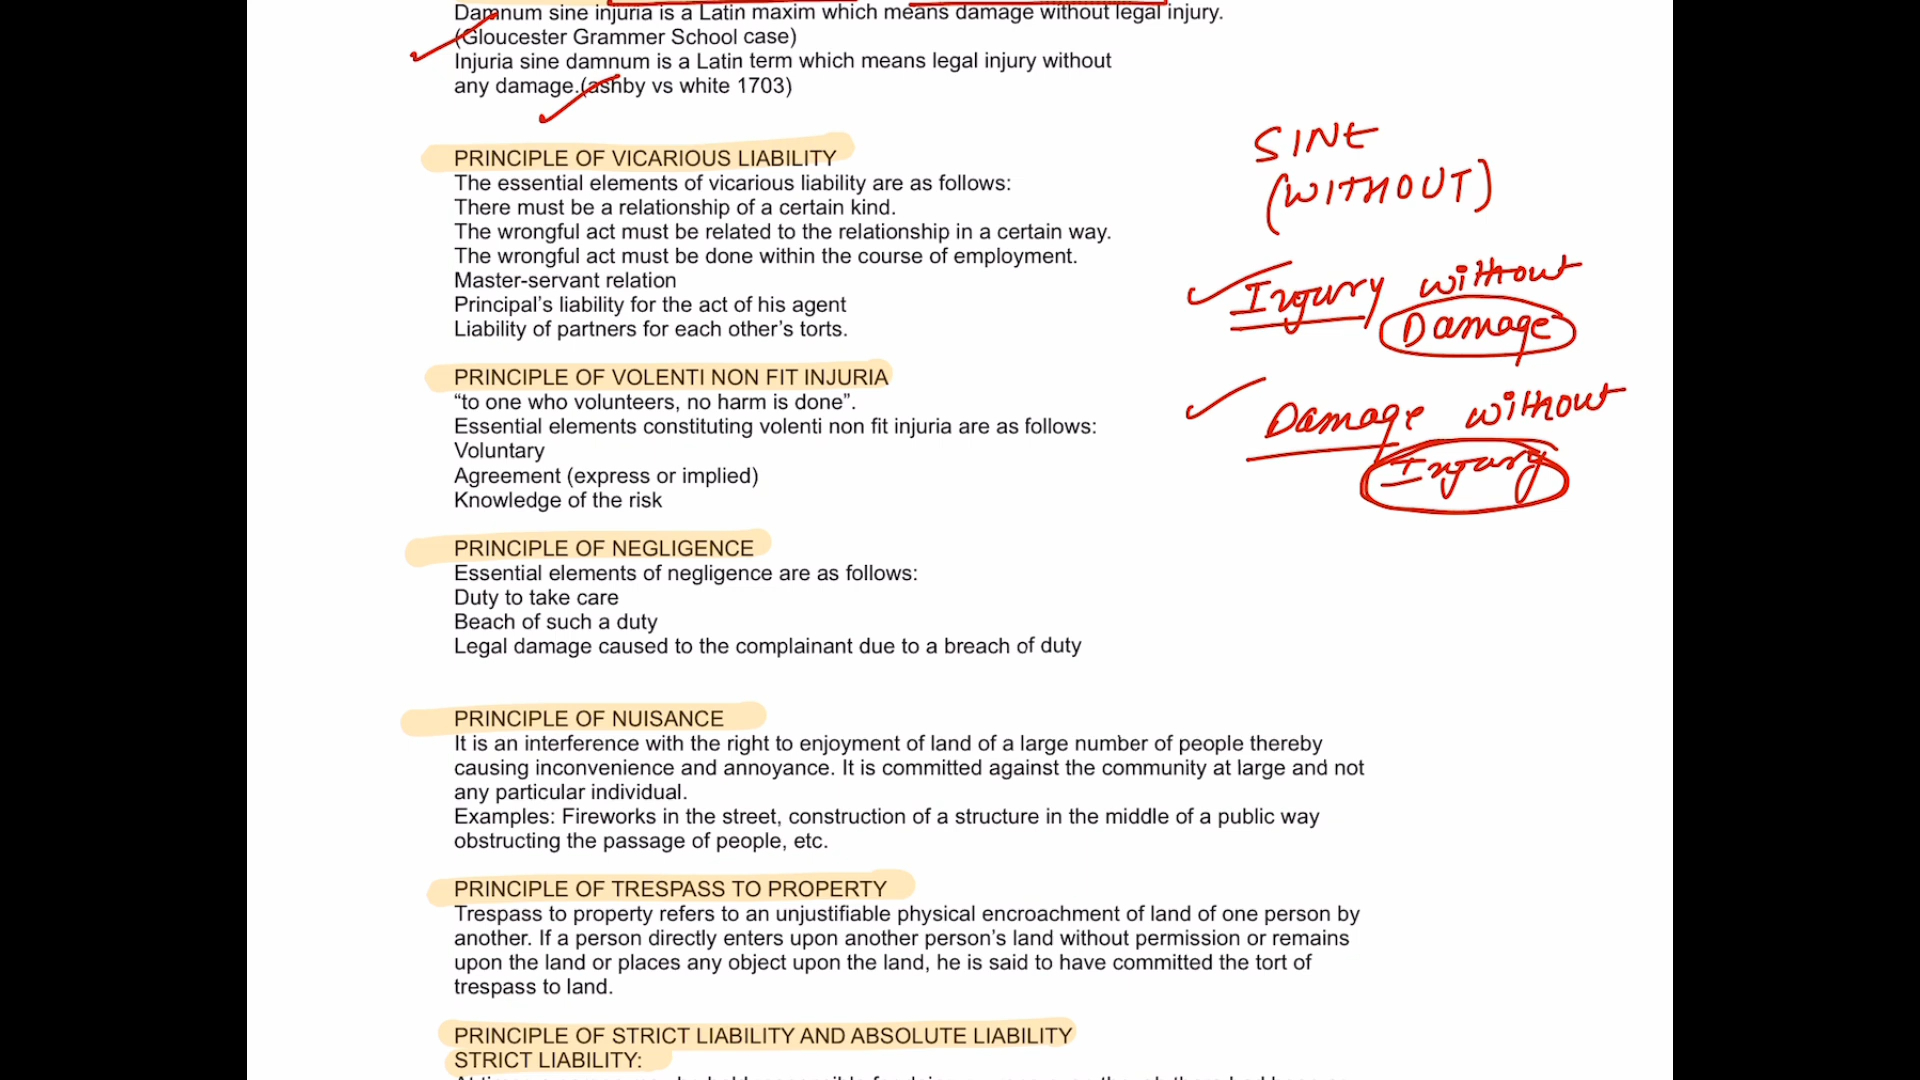 Damnum sine injuria is a Latin maxim which means damage without legal injury.
(Gloucester Grammer School case)
Injuria sine damnum is a Latin term which means legal injury without
any damage.(ashby vs white 1703)
PRINCIPLE OF VICARIOUS LIABILITY
The essential elements of vicarious liability are as follows:
There must be a relationship of a certain kind.
The wrongful act must be related to the relationship in a certain way.
The wrongful act must be done within the course of employment.
Master-servant relation
Principal’s liability for the act of his agent
Liability of partners for each other’s torts.
SINE
(WITHOUT)
Injury without
Damage
Damage without
Injury
PRINCIPLE OF VOLENTI NON FIT INJURIA
“to one who volunteers, no harm is done”.
Essential elements constituting volenti non fit injuria are as follows:
Voluntary
Agreement (express or implied)
Knowledge of the risk
PRINCIPLE OF NEGLIGENCE
Essential elements of negligence are as follows:
Duty to take care
Beach of such a duty
Legal damage caused to the complainant due to a breach of duty
PRINCIPLE OF NUISANCE
It is an interference with the right to enjoyment of land of a large number of people thereby
causing inconvenience and annoyance. It is committed against the community at large and not
any particular individual.
Examples: Fireworks in the street, construction of a structure in the middle of a public way
obstructing the passage of people, etc.
PRINCIPLE OF TRESPASS TO PROPERTY
Trespass to property refers to an unjustifiable physical encroachment of land of one person by
another. If a person directly enters upon another person’s land without permission or remains
upon the land or places any object upon the land, he is said to have committed the tort of
trespass to land.
PRINCIPLE OF STRICT LIABILITY AND ABSOLUTE LIABILITY
STRICT LIABILITY: